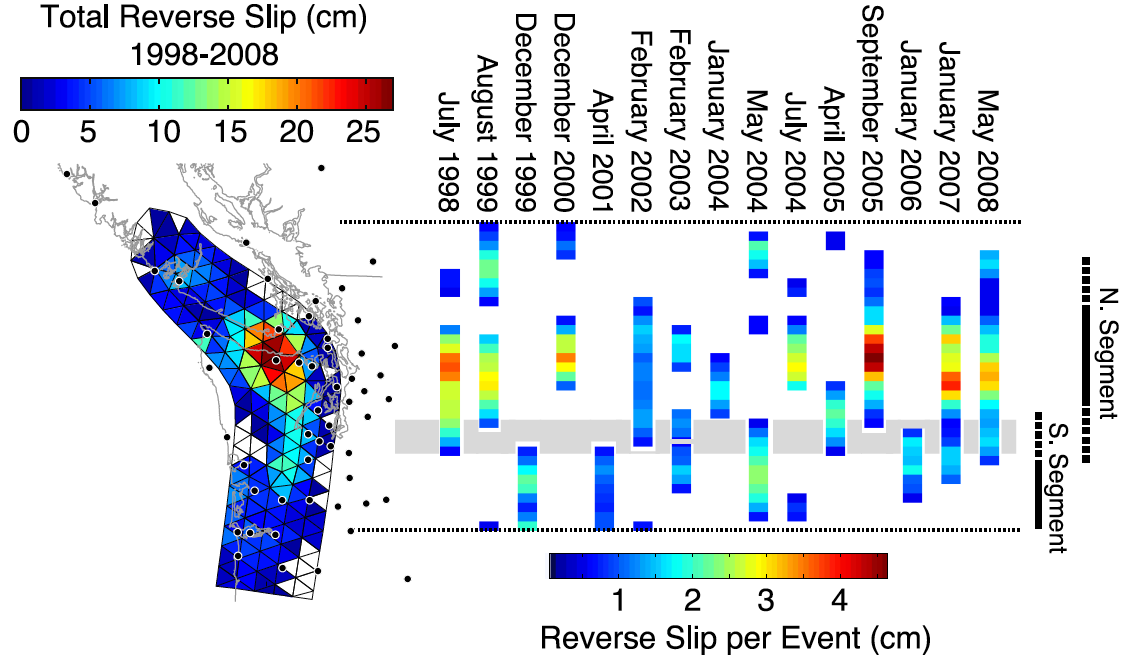 Total Reverse Slip (cm)
1998-2008
0 5 10 15 20 25
July 1998
August 1999
December 1999
December 2000
April 2001
February 2002
February 2003
January 2004
May 2004
July 2004
April 2005
September 2005
January 2006
January 2007
May 2008
N. Segment
S. Segment
1 2 3 4
Reverse Slip per Event (cm)